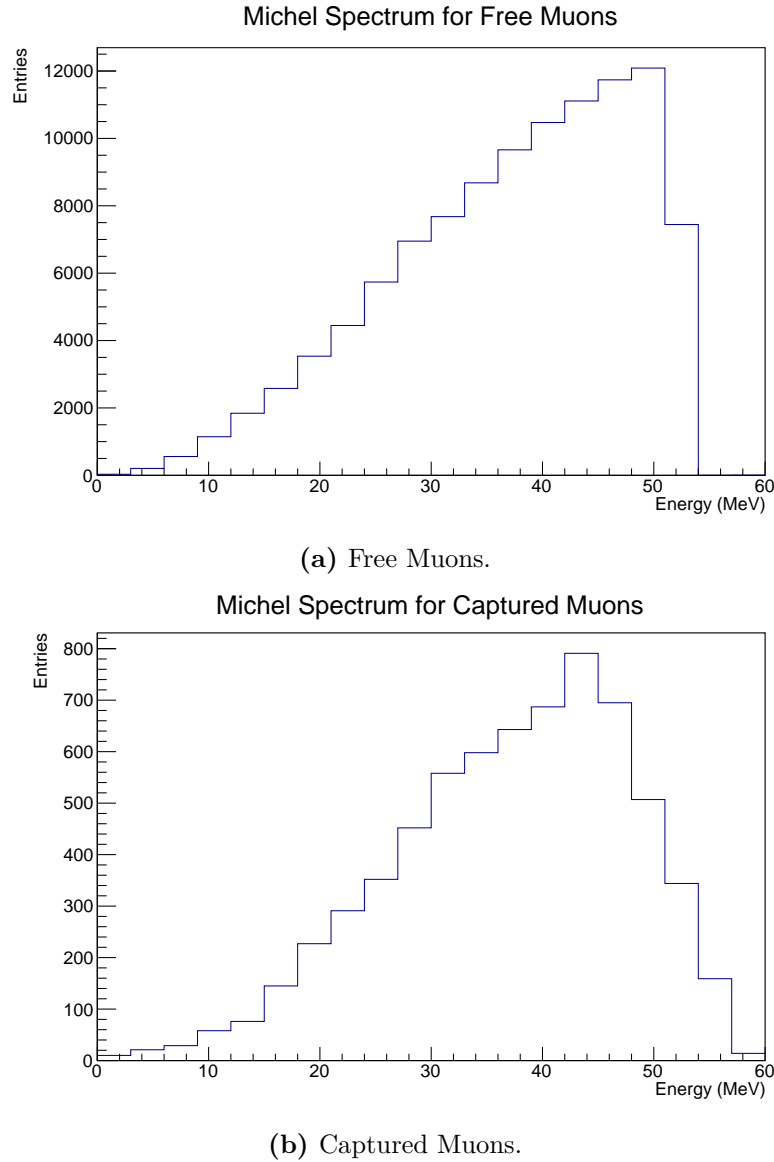 Michel Spectrum for Free Muons
Entries
12000
10000
8000
6000
4000
2000
0
0 10 20 30 40 50 60
Energy (MeV)
(a) Free Muons.
Michel Spectrum for Captured Muons
Entries
800
700
600
500
400
300
200
100
0
0 10 20 30 40 50 60
Energy (MeV)
(b) Captured Muons.